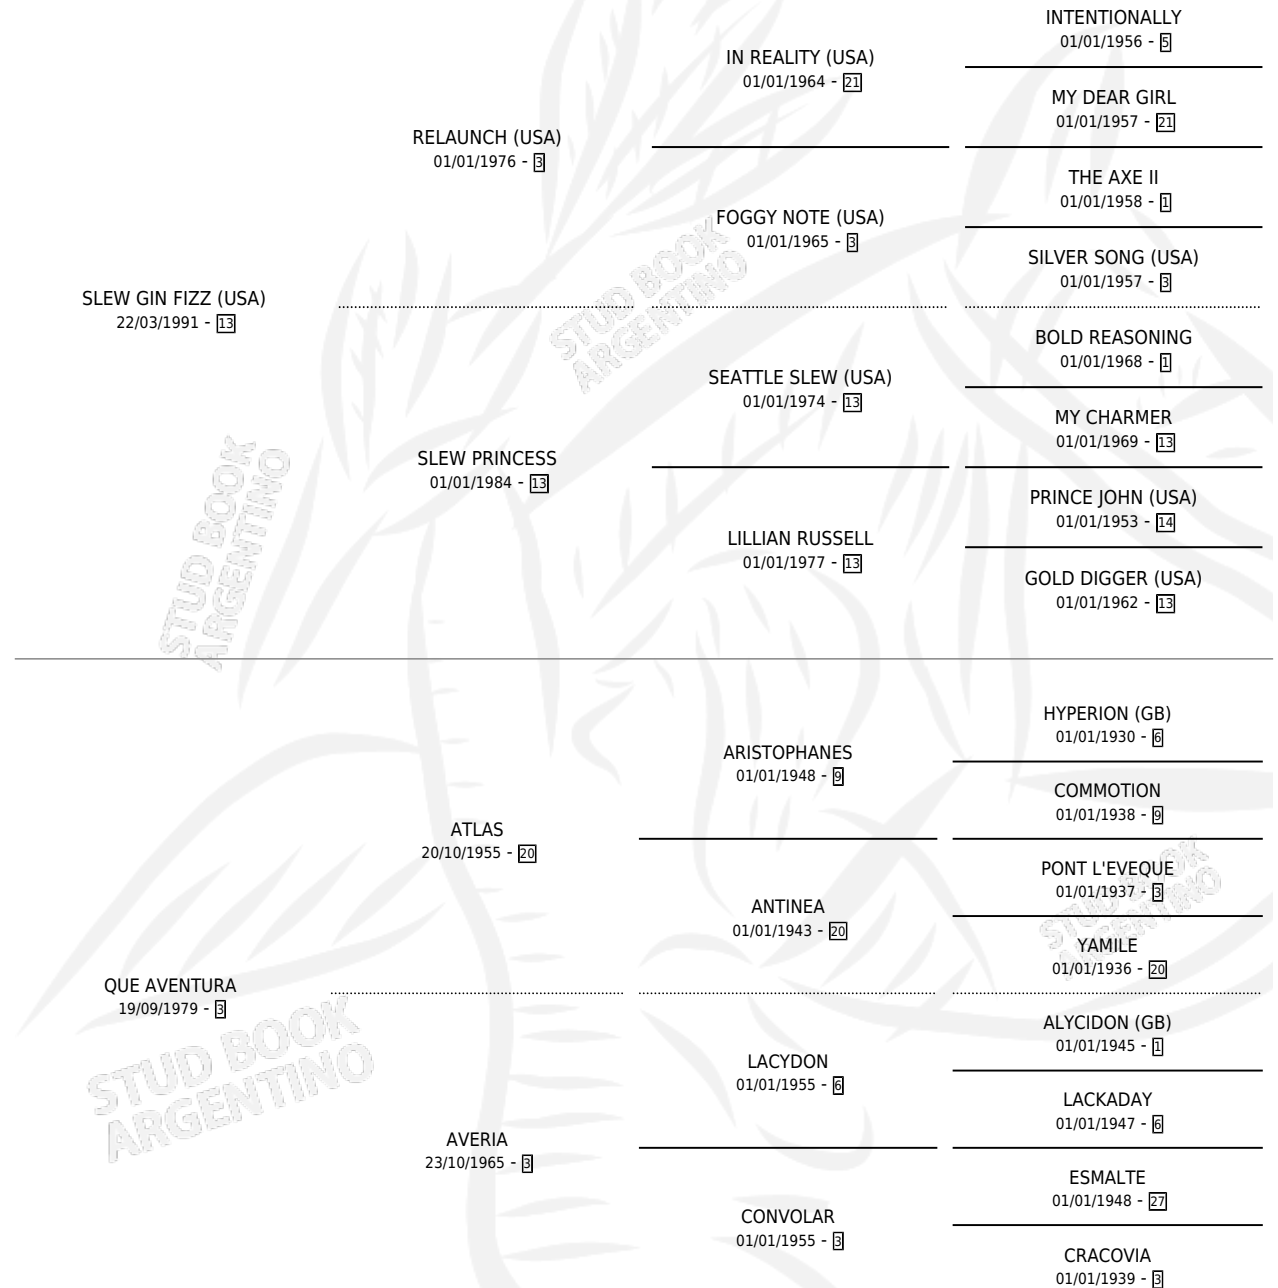 INTENTIONALLY
01/01/1956 - 5
IN REALITY (USA)
01/01/1964 - 21
MY DEAR GIRL
01/01/1957 - 21
RELAUNCH (USA)
01/01/1976 - 3
THE AXE II
01/01/1958 - 1
FOGGY NOTE (USA)
01/01/1965 - 3
SILVER SONG (USA)
01/01/1957 - 3
SLEW GIN FIZZ (USA)
22/03/1991 - 13
STUD BOOK
ARGENTINO
BOLD REASONING
01/01/1968 - 1
SEATTLE SLEW (USA)
01/01/1974 - 13
MY CHARMER
01/01/1969 - 13
SLEW PRINCESS
01/01/1984 - 13
PRINCE JOHN (USA)
01/01/1953 - 14
LILLIAN RUSSELL
01/01/1977 - 13
GOLD DIGGER (USA)
01/01/1962 - 13
STUD BOOK
ARGENTINO
HYPERION (GB)
01/01/1930 - 6
ARISTOPHANES
01/01/1948 - 9
COMMOTION
01/01/1938 - 9
ATLAS
20/10/1955 - 20
PONT L'EVEQUE
01/01/1937 - 3
ANTINEA
01/01/1943 - 20
YAMILE
01/01/1936 - 20
STUD BOOK
ARGENTINO
QUE AVENTURA
19/09/1979 - 3
ALYCIDON (GB)
01/01/1945 - 1
LACYDON
01/01/1955 - 6
LACKADAY
01/01/1947 - 6
STUD BOOK
ARGENTINO
AVERIA
23/10/1965 - 3
ESMALTE
01/01/1948 - 27
CONVOLAR
01/01/1955 - 3
CRACOVIA
01/01/1939 - 3